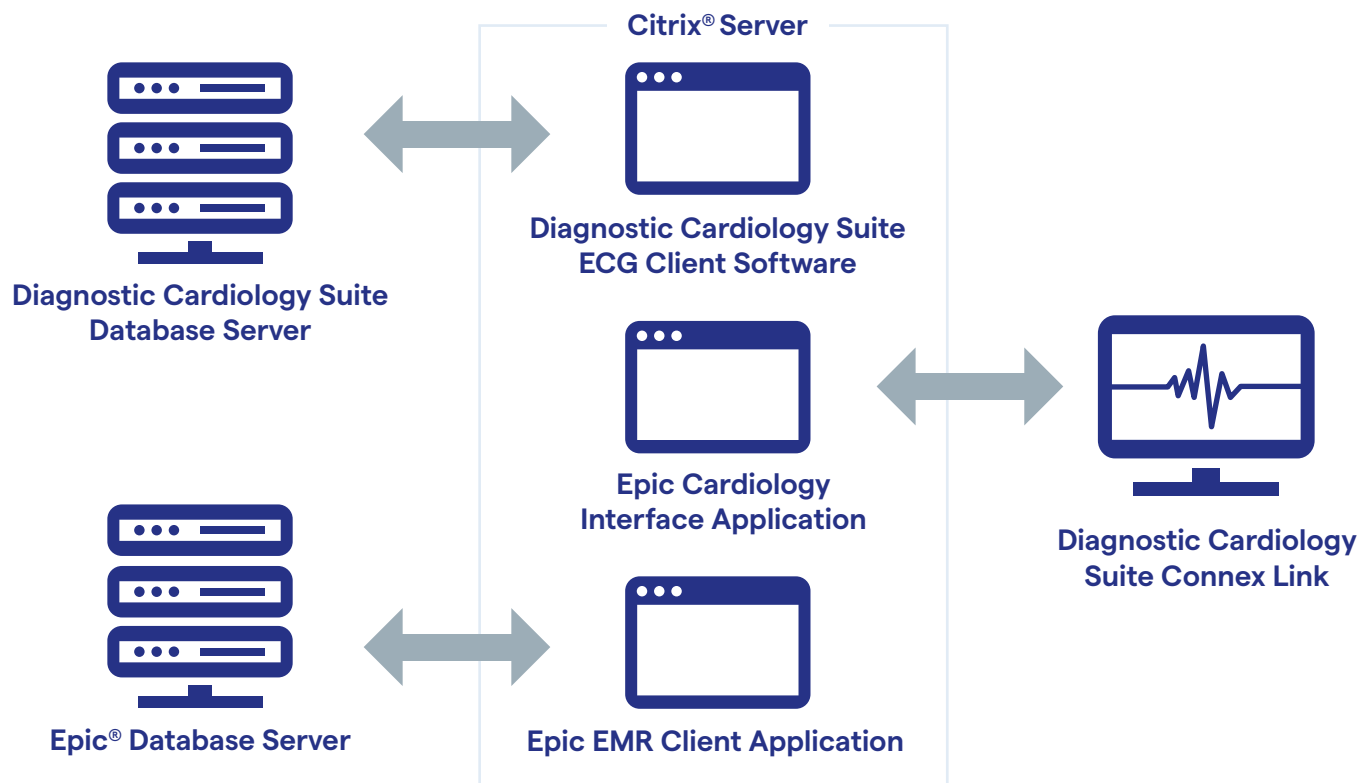 Citrix® Server
Diagnostic Cardiology Suite
Database Server
Diagnostic Cardiology Suite
ECG Client Software
Epic Cardiology
Interface Application
Diagnostic Cardiology
Suite Connex Link
Epic® Database Server
Epic EMR Client Application